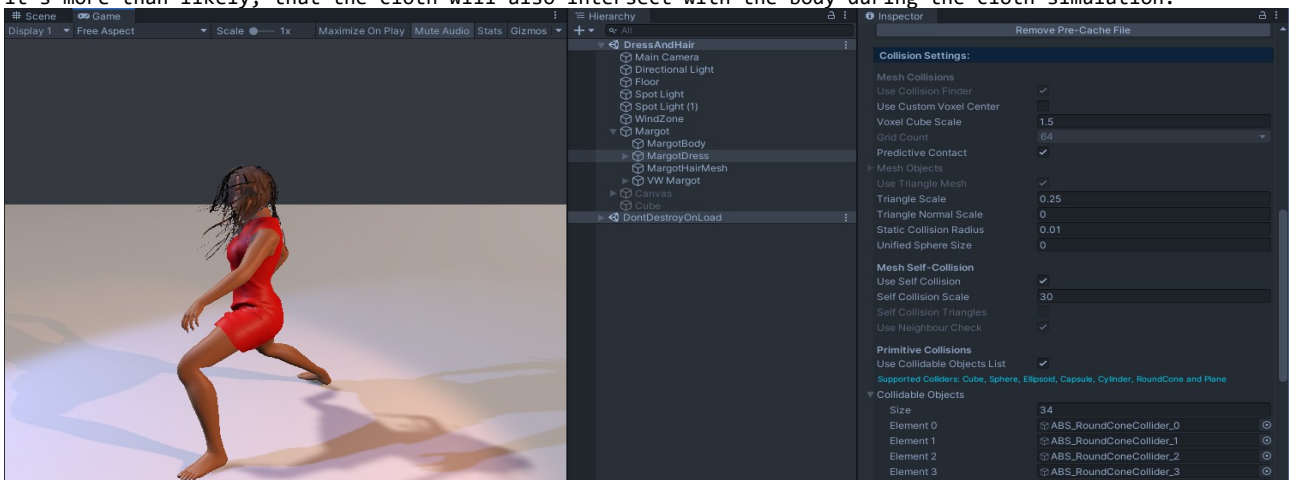 It's more than likely, that the cloth will also intersect with the body during the cloth simulation.
Scene Game
Display 1 Free Aspect Scale 1x Maximize On Play Mute Audio Stats Gizmos
Hierarchy
All
DressAndHair
Main Camera
Directional Light
Floor
Spot Light
Spot Light (1)
WindZone
Margot
MargotBody
MargotDress
MargotHairMesh
VW Margot
Canvas
Cube
DontDestroyOnLoad
Inspector
Remove Pre-Cache File
Collision Settings:
Mesh Collisions
Use Collision Finder
Use Custom Voxel Center
Voxel Cube Scale 1.5
Grid Count 64
Predictive Contact
Mesh Objects
Use Triangle Mesh
Triangle Scale 0.25
Triangle Normal Scale 0
Static Collision Radius 0.01
Unified Sphere Size 0
Mesh Self-Collision
Use Self Collision
Self Collision Scale 30
Self Collision Triangles
Use Neighbour Check
Primitive Collisions
Use Collidable Objects List
Supported Colliders: Cube, Sphere, Ellipsoid, Capsule, Cylinder, RoundCone and Plane
Collidable Objects
Size 34
Element 0 ABS_RoundConeCollider_0
Element 1 ABS_RoundConeCollider_1
Element 2 ABS_RoundConeCollider_2
Element 3 ABS_RoundConeCollider_3